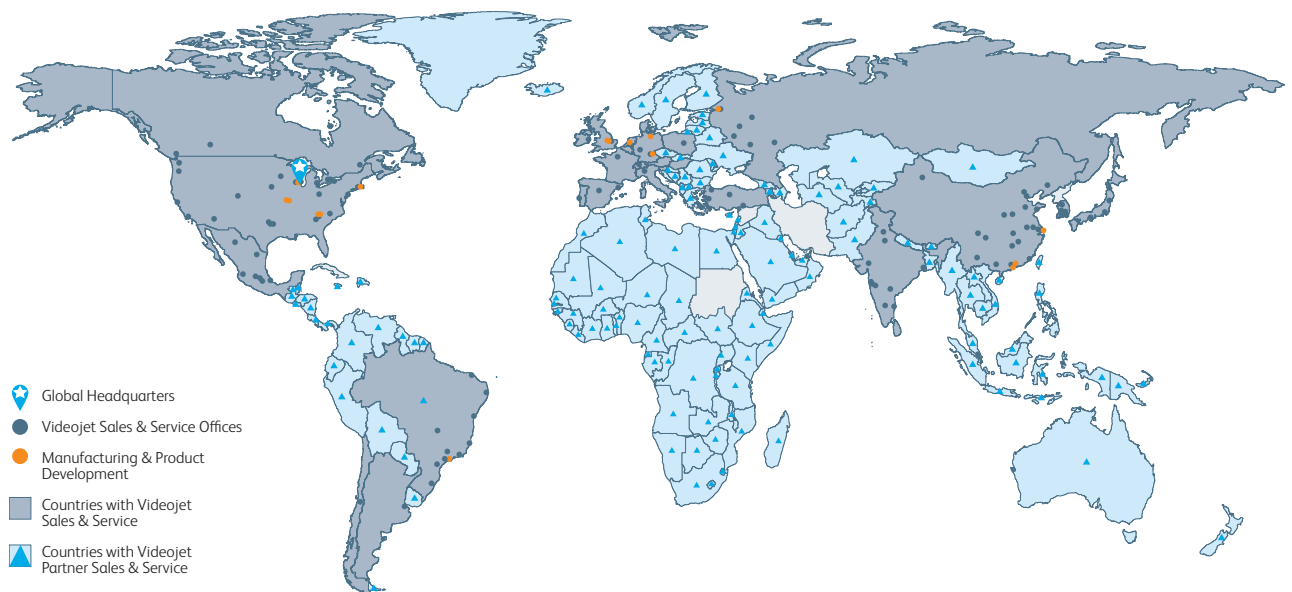 Global Headquarters
Videojet Sales & Service Offices
Manufacturing & Product
Development
Countries with Videojet
Sales & Service
Countries with Videojet
Partner Sales & Service